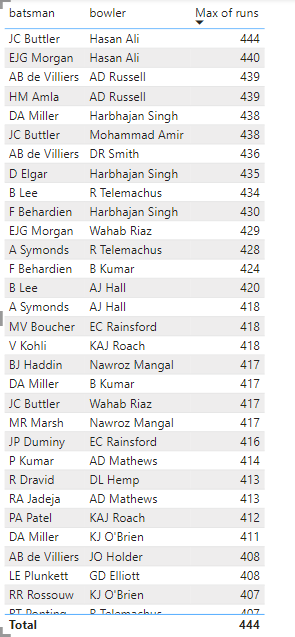 batsman bowler Max of runs
JC Buttler Hasan Ali 444
EJG Morgan Hasan Ali 440
AB de Villiers AD Russell 439
HM Amla AD Russell 439
DA Miller Harbhajan Singh 438
JC Buttler Mohammad Amir 438
AB de Villiers DR Smith 436
D Elgar Harbhajan Singh 435
B Lee R Telemachus 434
F Behardien Harbhajan Singh 430
EJG Morgan Wahab Riaz 429
A Symonds R Telemachus 428
F Behardien B Kumar 424
B Lee AJ Hall 420
A Symonds AJ Hall 418
MV Boucher EC Rainsford 418
V Kohli KAJ Roach 418
BJ Haddin Nawroz Mangal 417
DA Miller B Kumar 417
JC Buttler Wahab Riaz 417
MR Marsh Nawroz Mangal 417
JP Duminy EC Rainsford 416
P Kumar AD Mathews 414
R Dravid DL Hemp 413
RA Jadeja AD Mathews 413
PA Patel KAJ Roach 412
DA Miller KJ O'Brien 411
AB de Villiers JO Holder 408
LE Plunkett GD Elliott 408
RR Rossouw KJ O'Brien 407
RT Ponting R Telemachus 407
Total 444